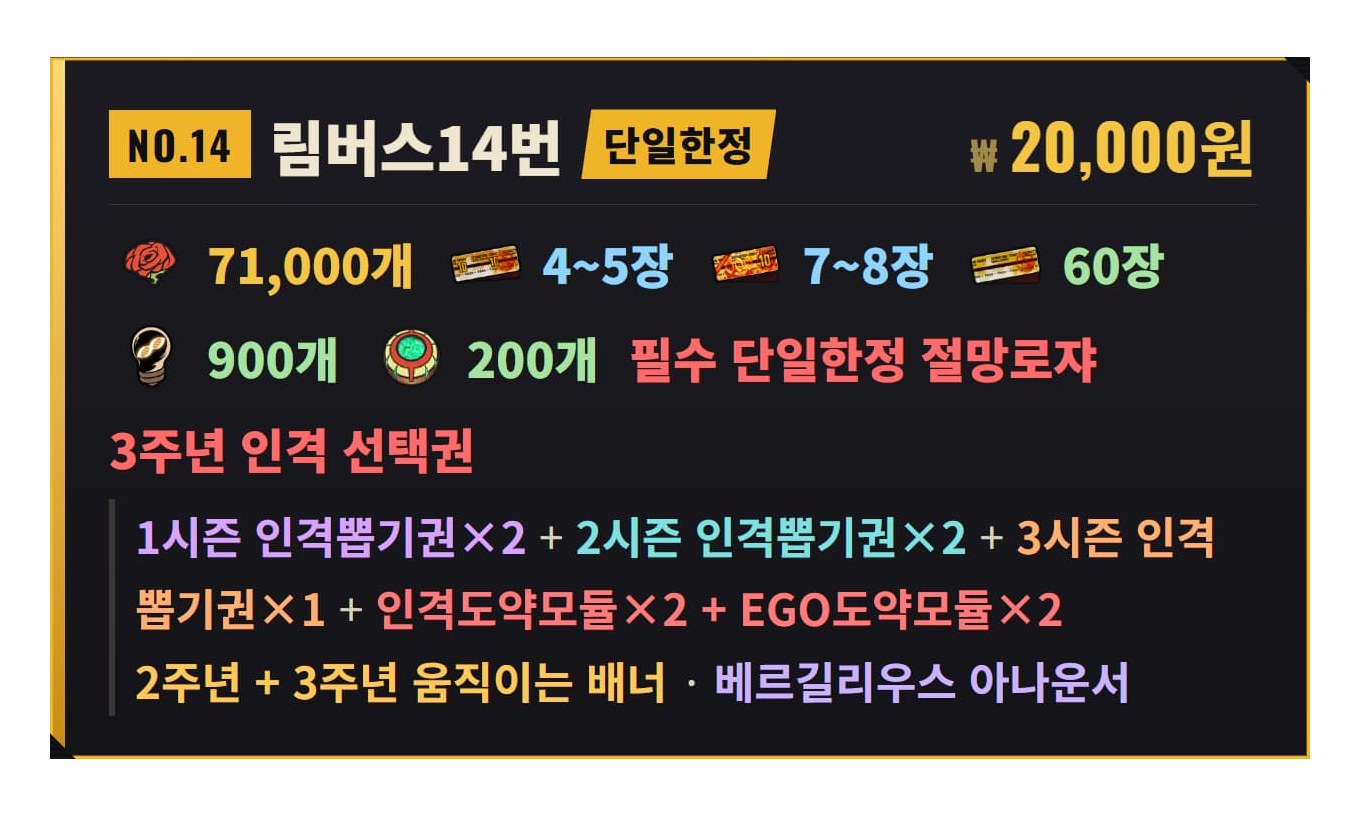 NO.14 림버스14번 단일한정 ₩ 20,000원
71,000개 4~5장 7~8장 60장
900개 200개 필수 단일한정 절망로쟈
3주년 인격 선택권
1시즌 인격뽑기권×2 + 2시즌 인격뽑기권×2 + 3시즌 인격
뽑기권×1 + 인격도약모듈×2 + EGO도약모듈×2
2주년 + 3주년 움직이는 배너 · 베르길리우스 아나운서